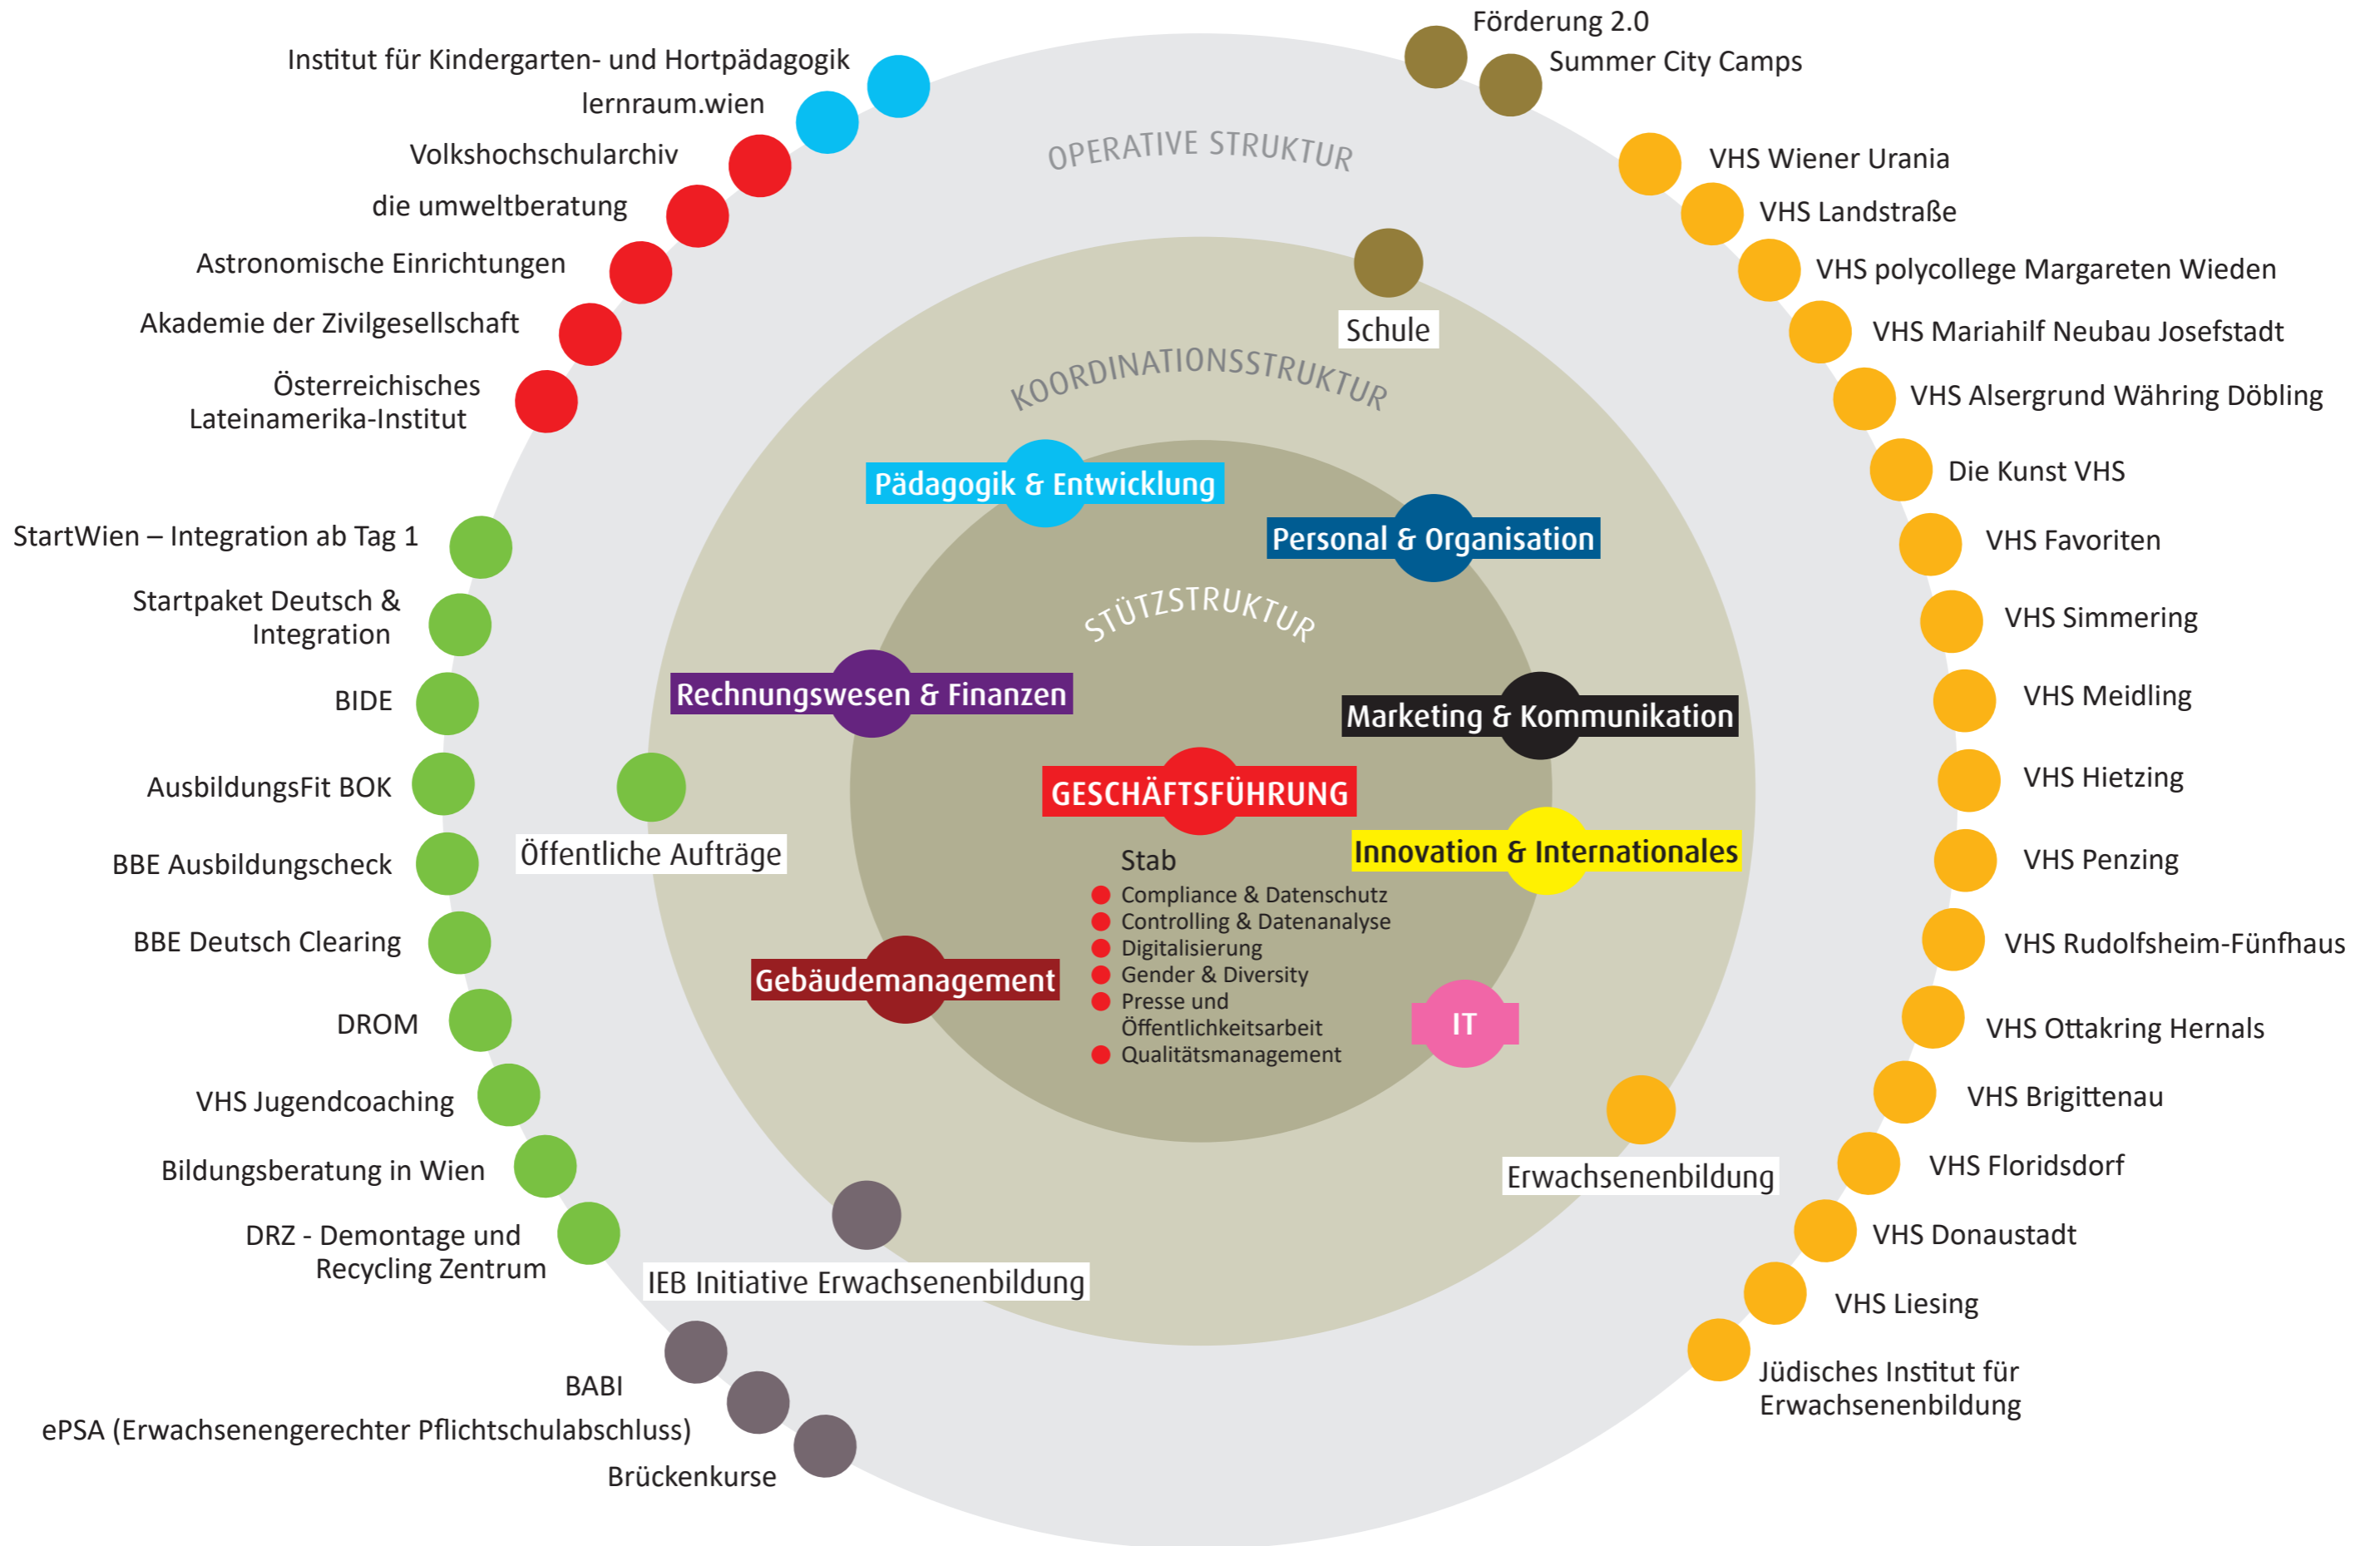 Förderung 2.0
Summer City Camps
Institut für Kindergarten- und Hortpädagogik
lernraum.wien
Volkshochschularchiv
die umweltberatung
Astronomische Einrichtungen
Akademie der Zivilgesellschaft
Österreichisches
Lateinamerika-Institut
StartWien – Integration ab Tag 1
Startpaket Deutsch &
Integration
BIDE
AusbildungsFit BOK
BBE Ausbildungscheck
BBE Deutsch Clearing
DROM
VHS Jugendcoaching
Bildungsberatung in Wien
DRZ - Demontage und
Recycling Zentrum
BABI
ePSA (Erwachsenengerechter Pflichtschulabschluss)
Brückenkurse
OPERATIVE STRUKTUR
Schule
KOORDINATIONSSTRUKTUR
Pädagogik & Entwicklung
Personal & Organisation
STÜTZSTRUKTUR
Rechnungswesen & Finanzen
Marketing & Kommunikation
GESCHÄFTSFÜHRUNG
Öffentliche Aufträge
Innovation & Internationales
Stab
Compliance & Datenschutz
Controlling & Datenanalyse
Digitalisierung
Gender & Diversity
Presse und
Öffentlichkeitsarbeit
Qualitätsmanagement
Gebäudemanagement
IT
Erwachsenenbildung
IEB Initiative Erwachsenenbildung
VHS Wiener Urania
VHS Landstraße
VHS polycollege Margareten Wieden
VHS Mariahilf Neubau Josefstadt
VHS Alsergrund Währing Döbling
Die Kunst VHS
VHS Favoriten
VHS Simmering
VHS Meidling
VHS Hietzing
VHS Penzing
VHS Rudolfsheim-Fünfhaus
VHS Ottakring Hernals
VHS Brigittenau
VHS Floridsdorf
VHS Donaustadt
VHS Liesing
Jüdisches Institut für
Erwachsenenbildung